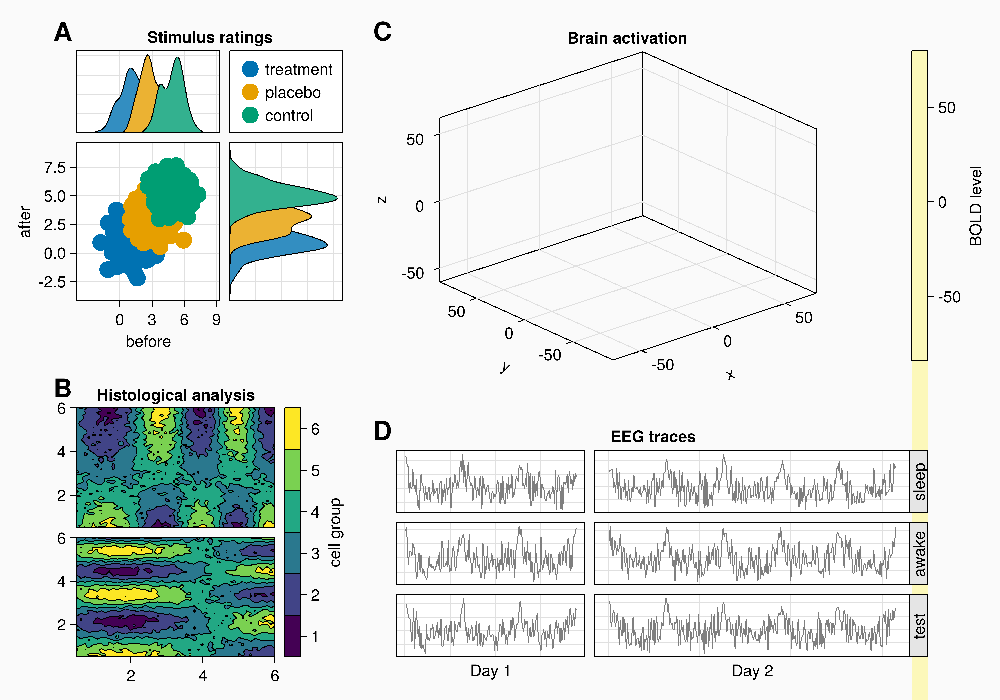 A
Stimulus ratings
treatment
placebo
control
7.5
5.0
2.5
0.0
-2.5
after
0 3 6 9
before
B
Histological analysis
6
4
2
6
4
2
2 4 6
6
5
4
3
2
1
cell group
C
Brain activation
50
0
-50
z
50
0
-50
y
-50
0
50
x
50
0
-50
BOLD level
D
EEG traces
sleep
awake
test
Day 1 Day 2